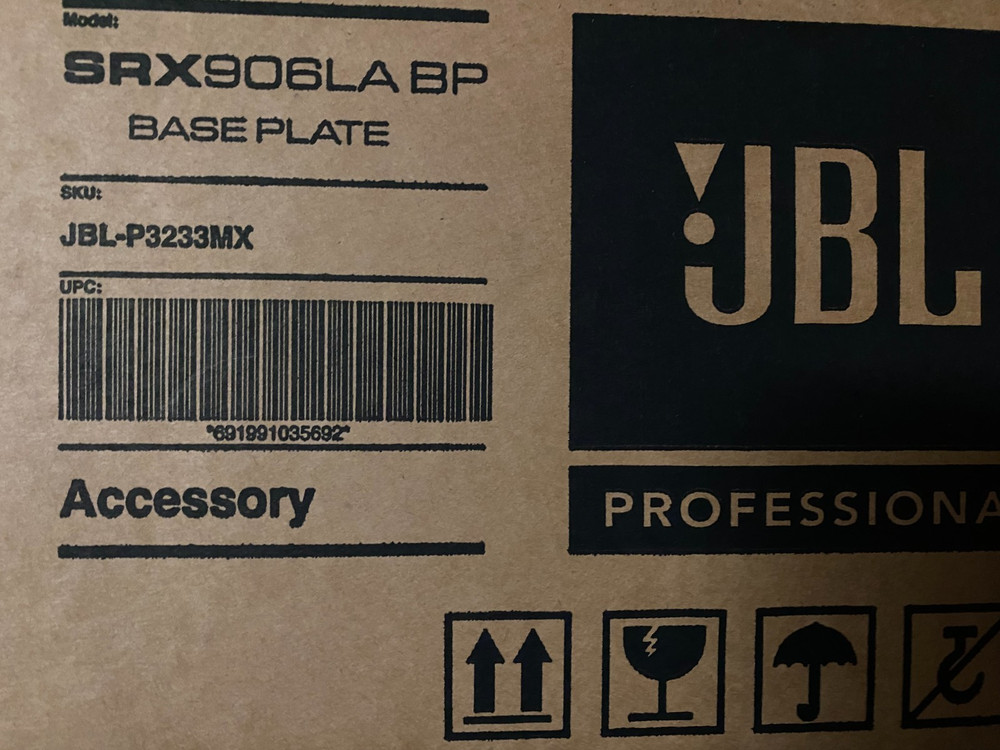 Model:
SRX906LA BP
BASE PLATE
SKU:
JBL-P3233MX
UPC:
*691991035692*
Accessory
JBL
PROFESSIONA